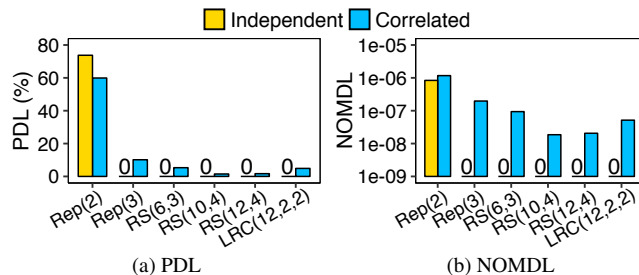 Independent Correlated
PDL (%)
80
60
40
20
0
0 0 0 0 0
Rep(2) Rep(3) RS(6,3) RS(10,4) RS(12,4) LRC(12,2,2)
(a) PDL
NOMDL
1e-05
1e-06
1e-07
1e-08
1e-09
0 0 0 0 0
Rep(2) Rep(3) RS(6,3) RS(10,4) RS(12,4) LRC(12,2,2)
(b) NOMDL